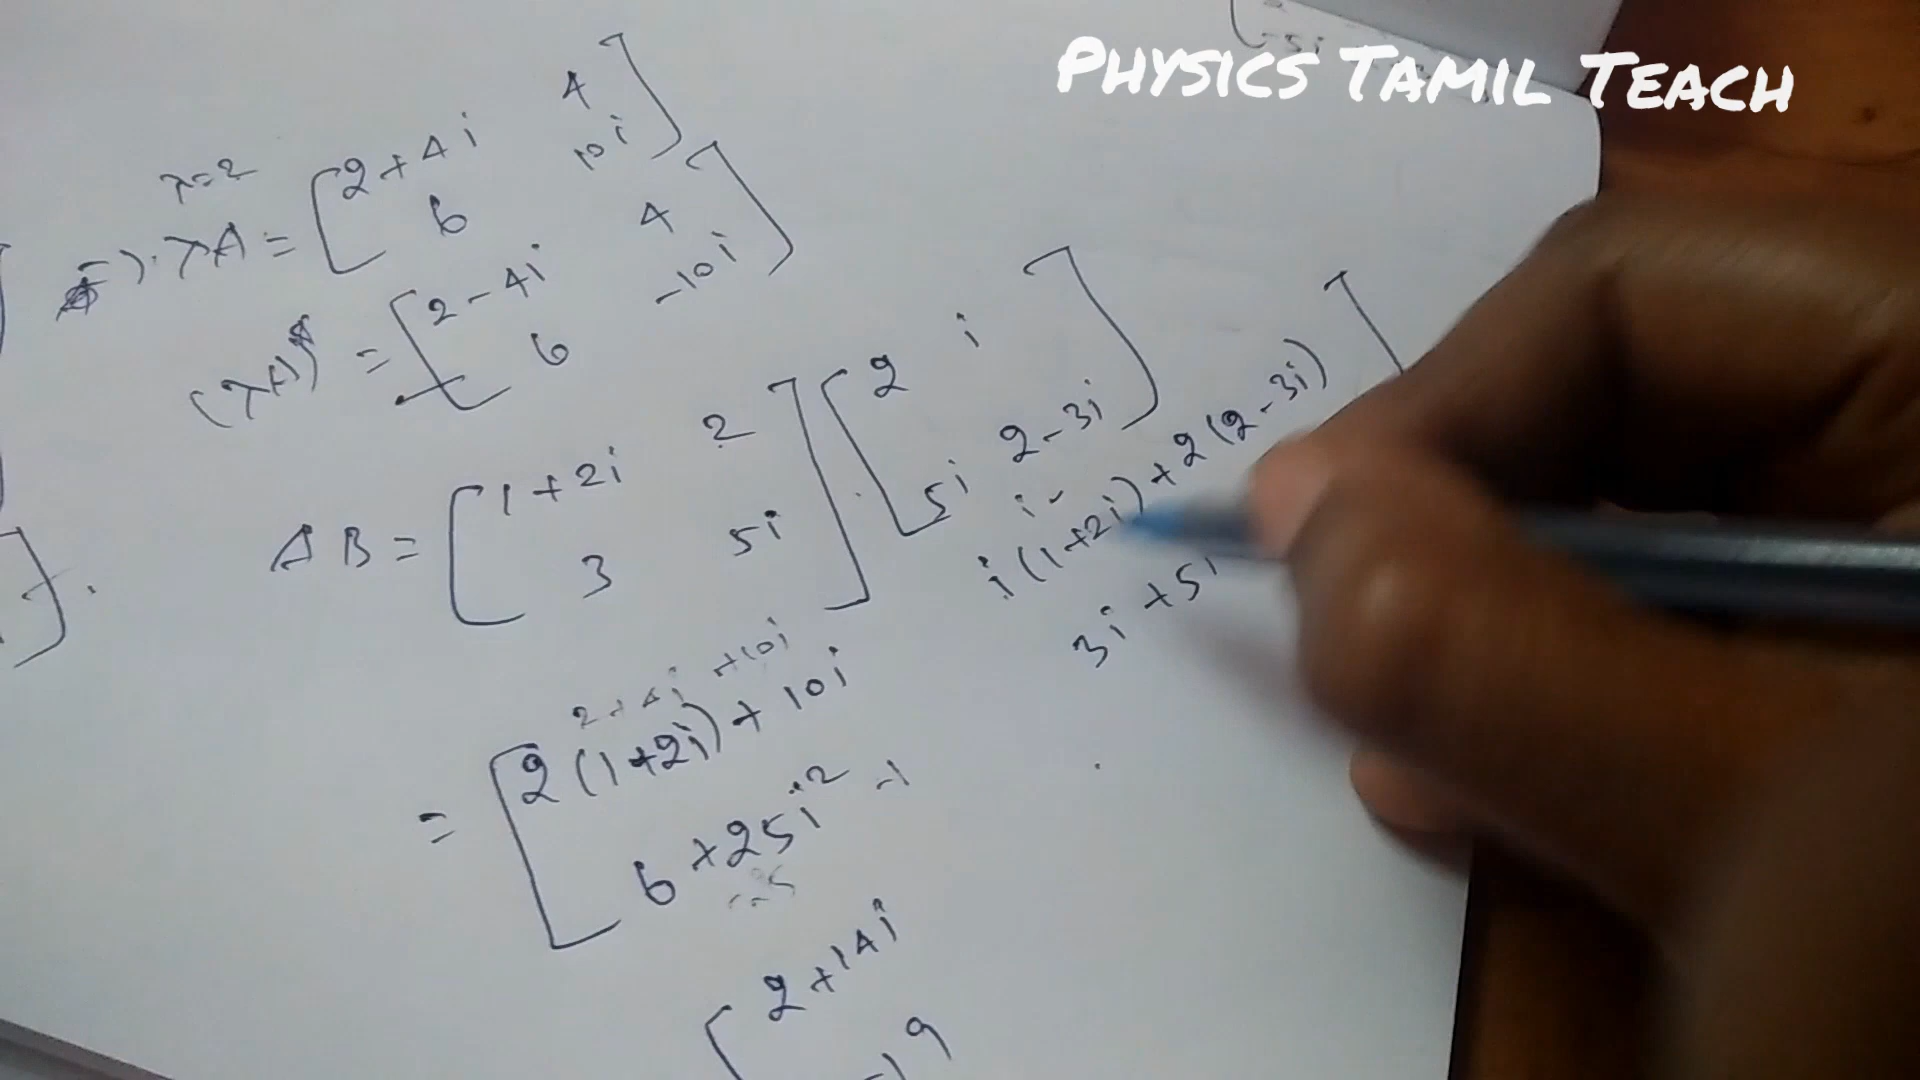 PHYSICS TAMIL TEACH
-5i
λ=2
). λA = [2+4i 4
6 10i]
(λA)* = [2-4i 4
6 -10i]
AB = [1+2i 2
3 5i] . [2 i
5i 2-3i]
2+4i +10i
= [2(1+2i)+10i i(1+2i)+2(2-3i)
6+25i² -1 3i+5i
[2+14i
-19